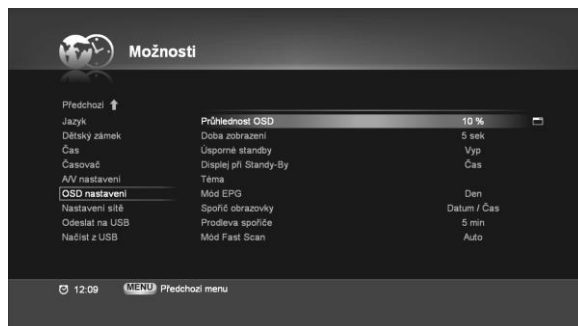 Možnosti
Předchozí
Jazyk Průhlednost OSD 10 %
Dětský zámek Doba zobrazení 5 sek
Čas Úsporné standby Vyp
Časovač Displej při Standy-By Čas
A/V nastavení Téma
OSD nastavení Mód EPG Den
Nastavení sítě Spořič obrazovky Datum / Čas
Odeslat na USB Prodleva spořiče 5 min
Načíst z USB Mód Fast Scan Auto
12:09 MENU Předchozí menu